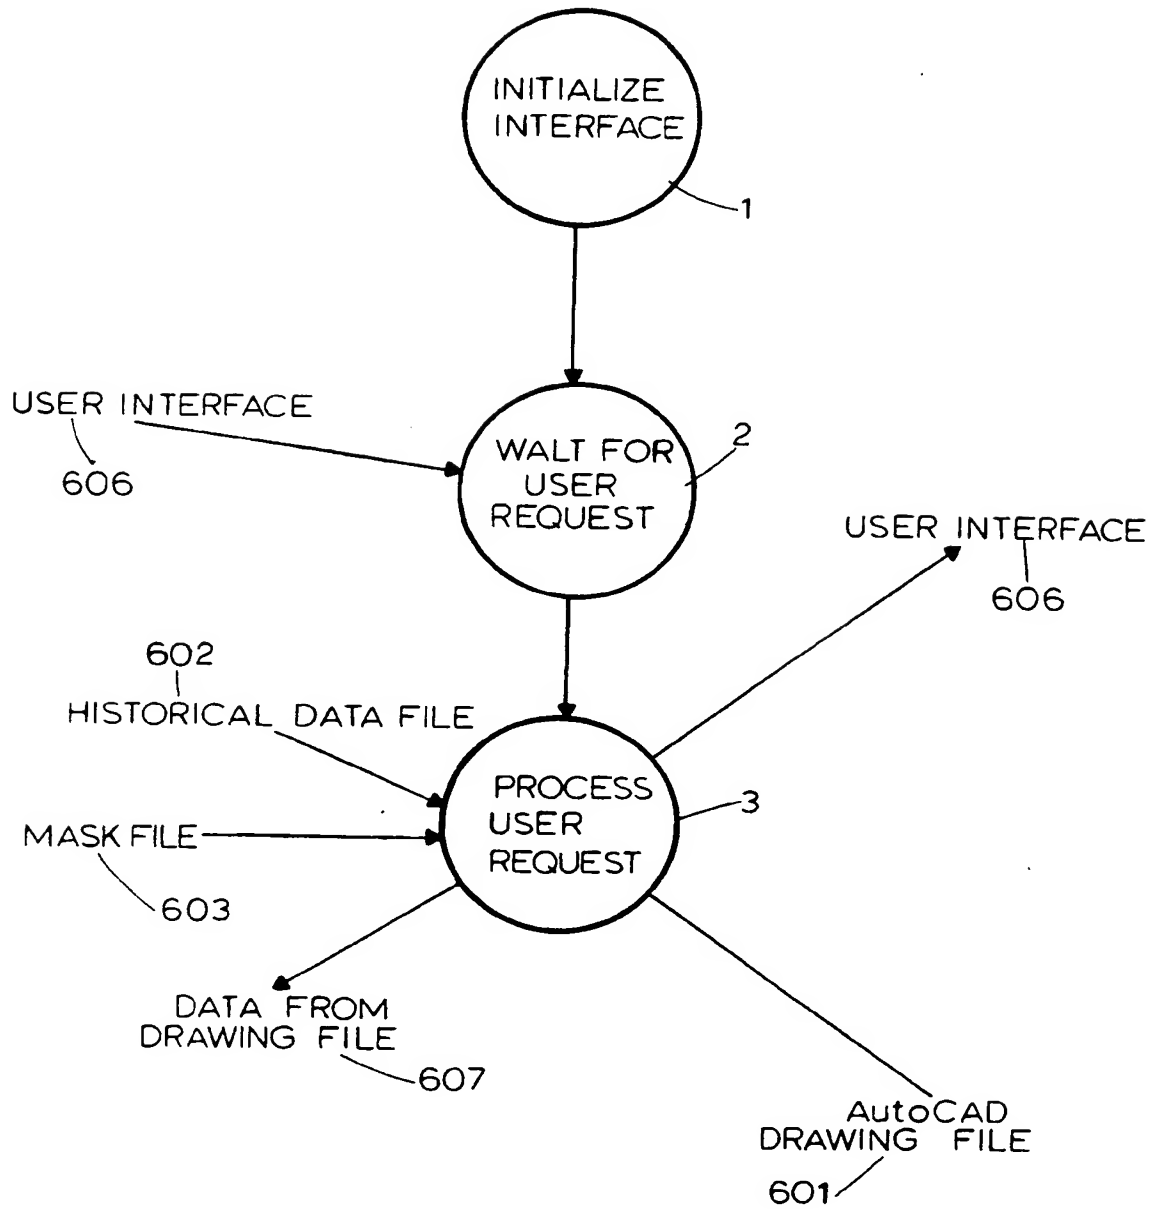 INITIALIZE
INTERFACE
1
USER INTERFACE
606
WALT FOR
USER
REQUEST
2
USER INTERFACE
606
602
HISTORICAL DATA FILE
PROCESS
USER
REQUEST
3
MASK FILE
603
DATA FROM
DRAWING FILE
607
AutoCAD
DRAWING FILE
601